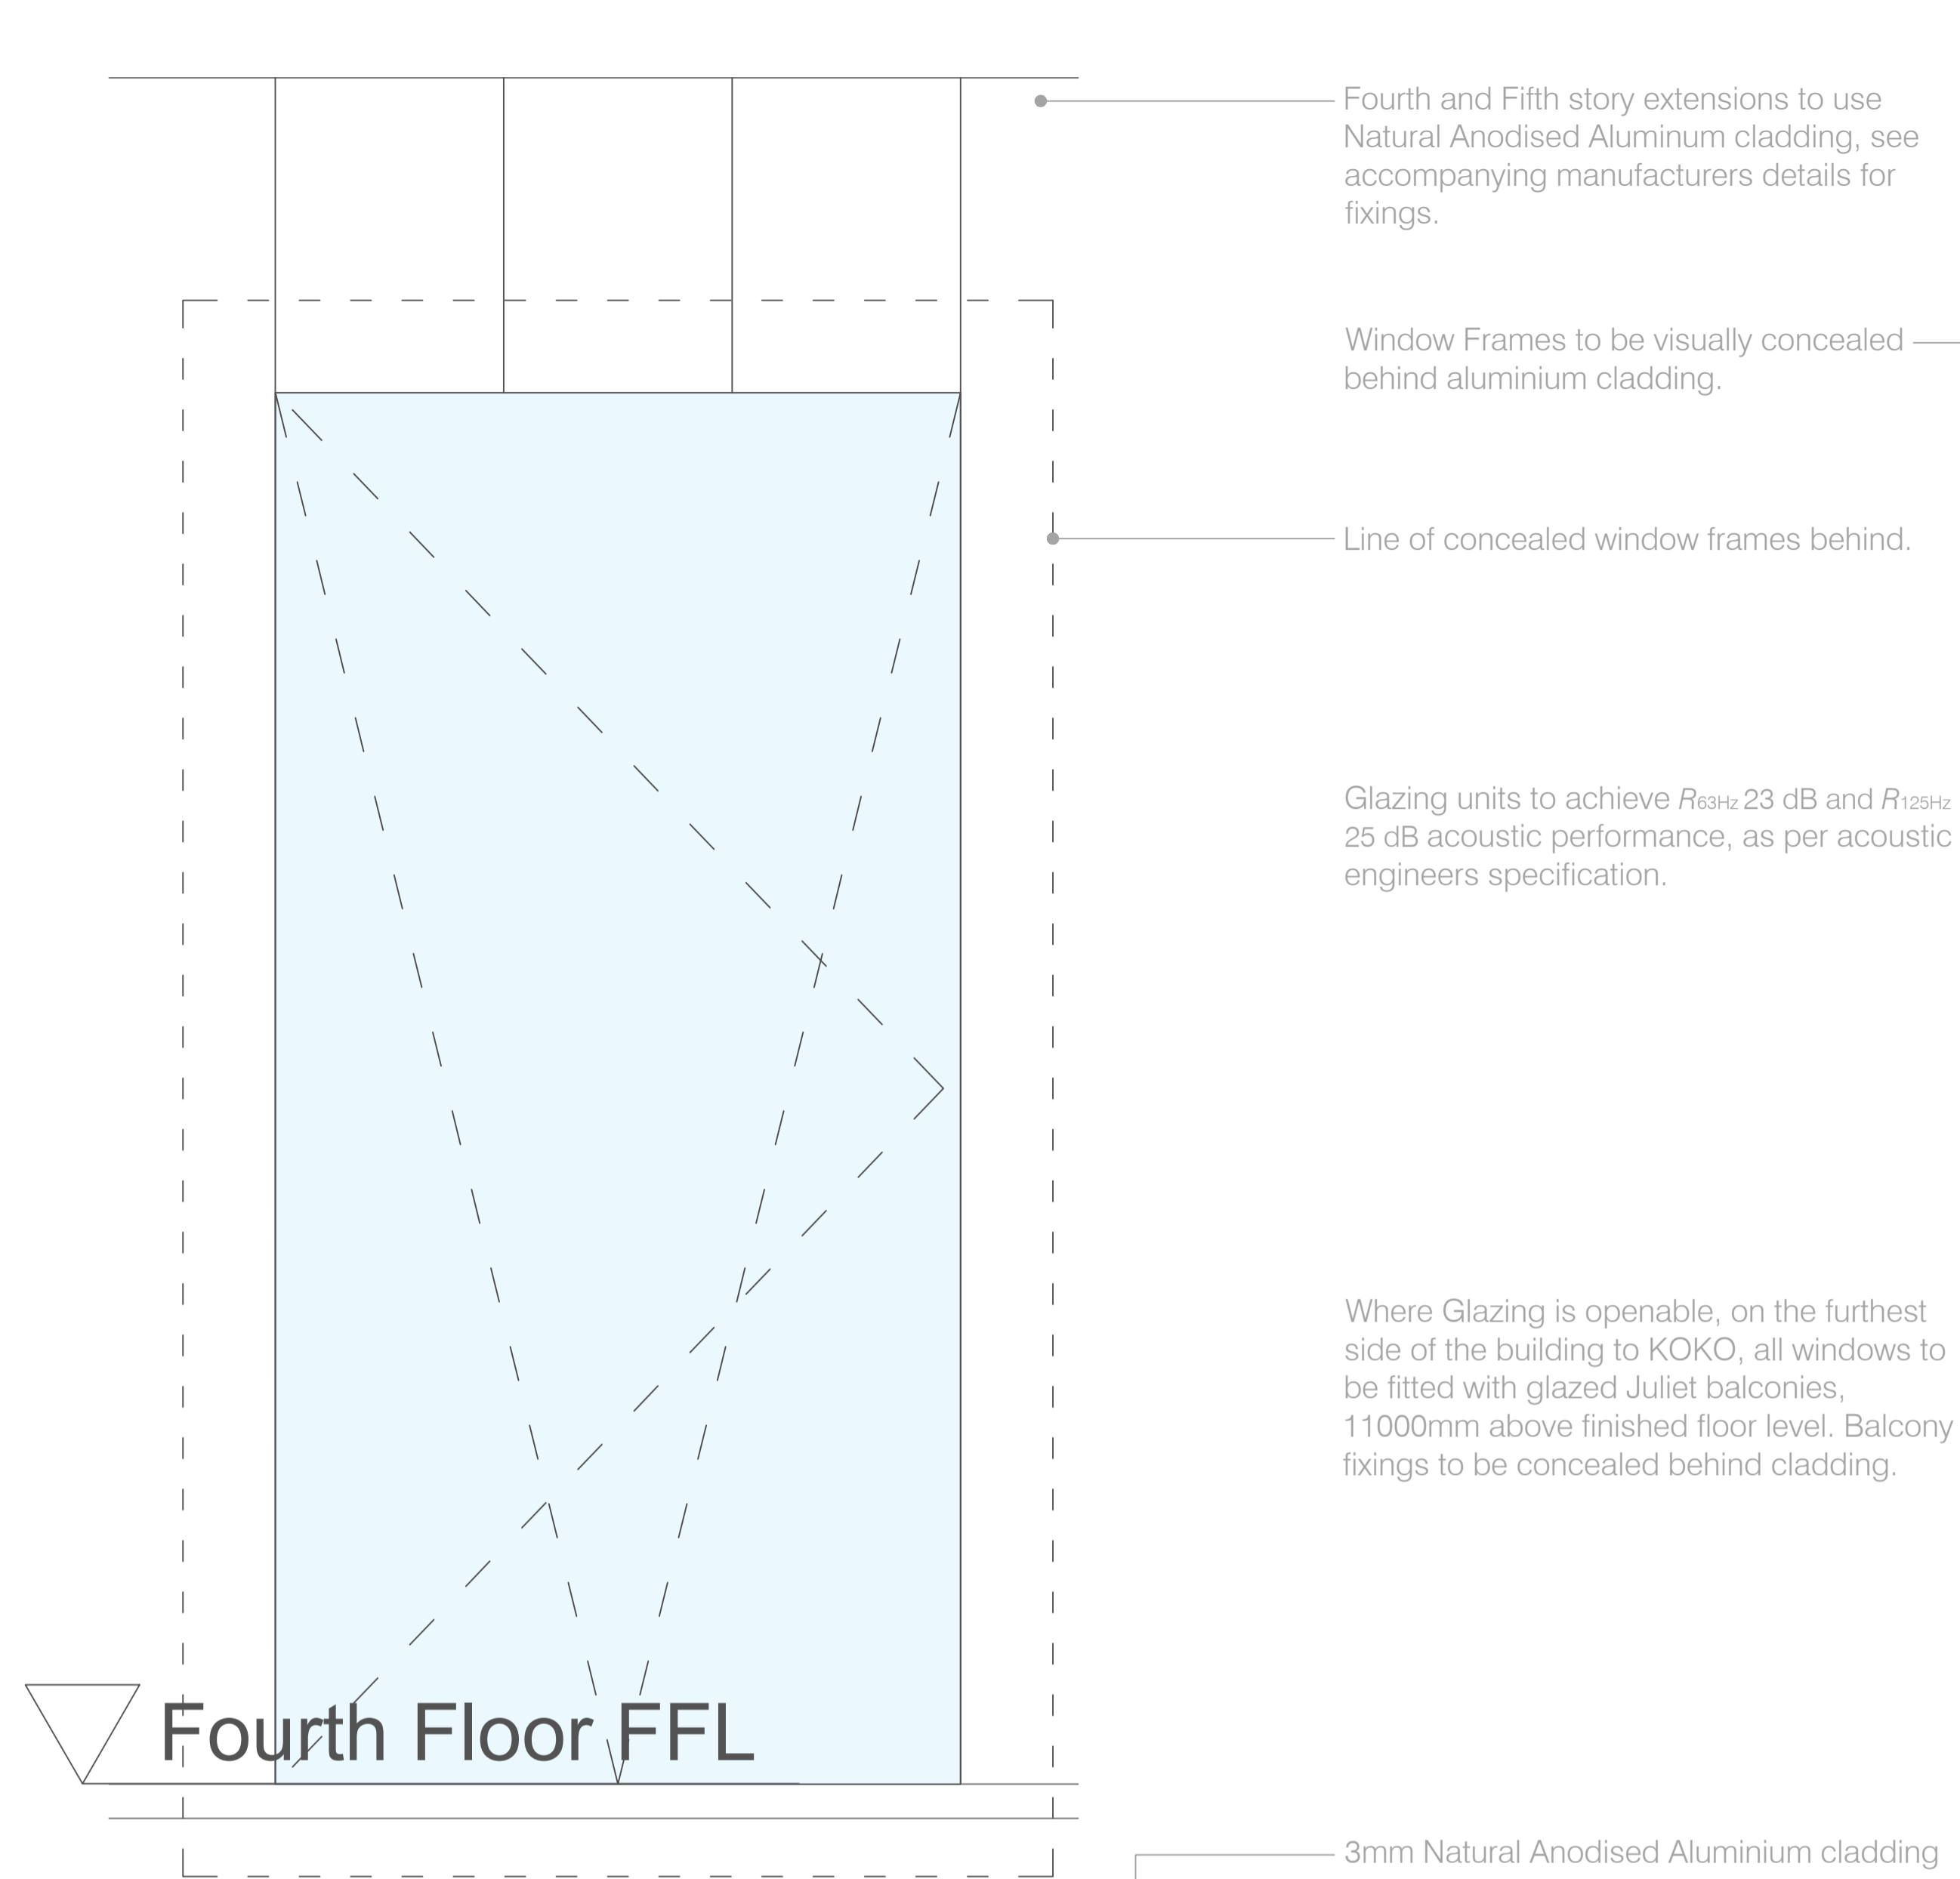 Fourth and Fifth story extensions to use
Natural Anodised Aluminum cladding, see
accompanying manufacturers details for
fixings.
Window Frames to be visually concealed
behind aluminium cladding.
Line of concealed window frames behind.
Glazing units to achieve R63Hz 23 dB and R125Hz
25 dB acoustic performance, as per acoustic
engineers specification.
Where Glazing is openable, on the furthest
side of the building to KOKO, all windows to
be fitted with glazed Juliet balconies,
11000mm above finished floor level. Balcony
fixings to be concealed behind cladding.
Fourth Floor FFL
3mm Natural Anodised Aluminium cladding